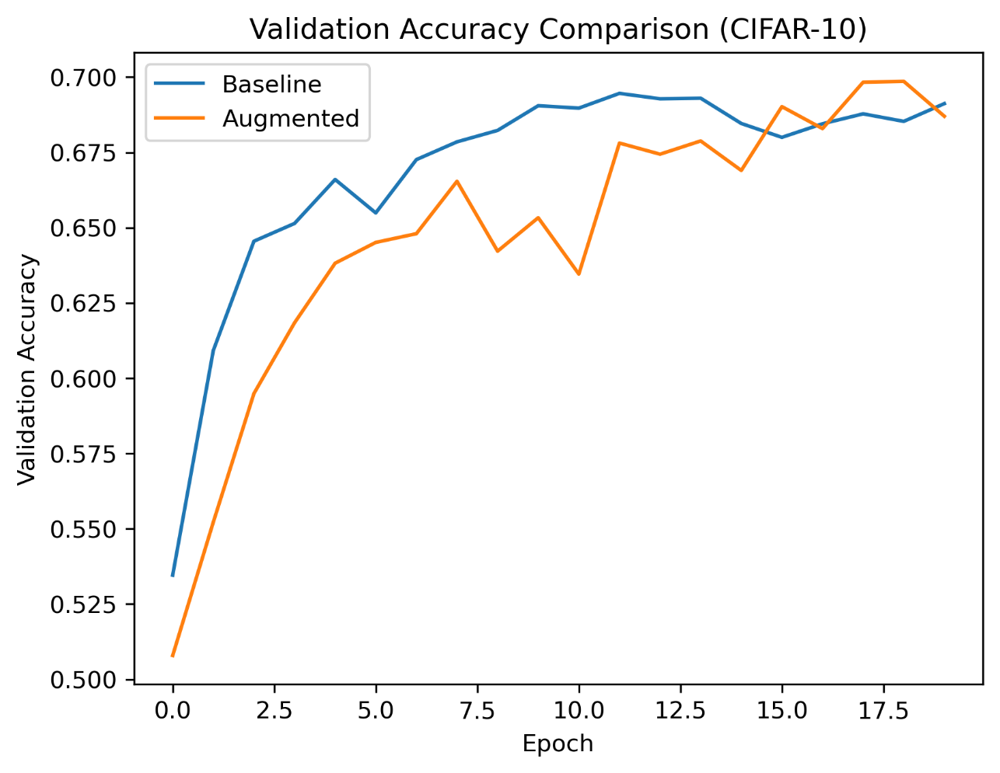 Validation Accuracy Comparison (CIFAR-10)
Baseline
Augmented
Validation Accuracy
0.700
0.675
0.650
0.625
0.600
0.575
0.550
0.525
0.500
0.0 2.5 5.0 7.5 10.0 12.5 15.0 17.5
Epoch